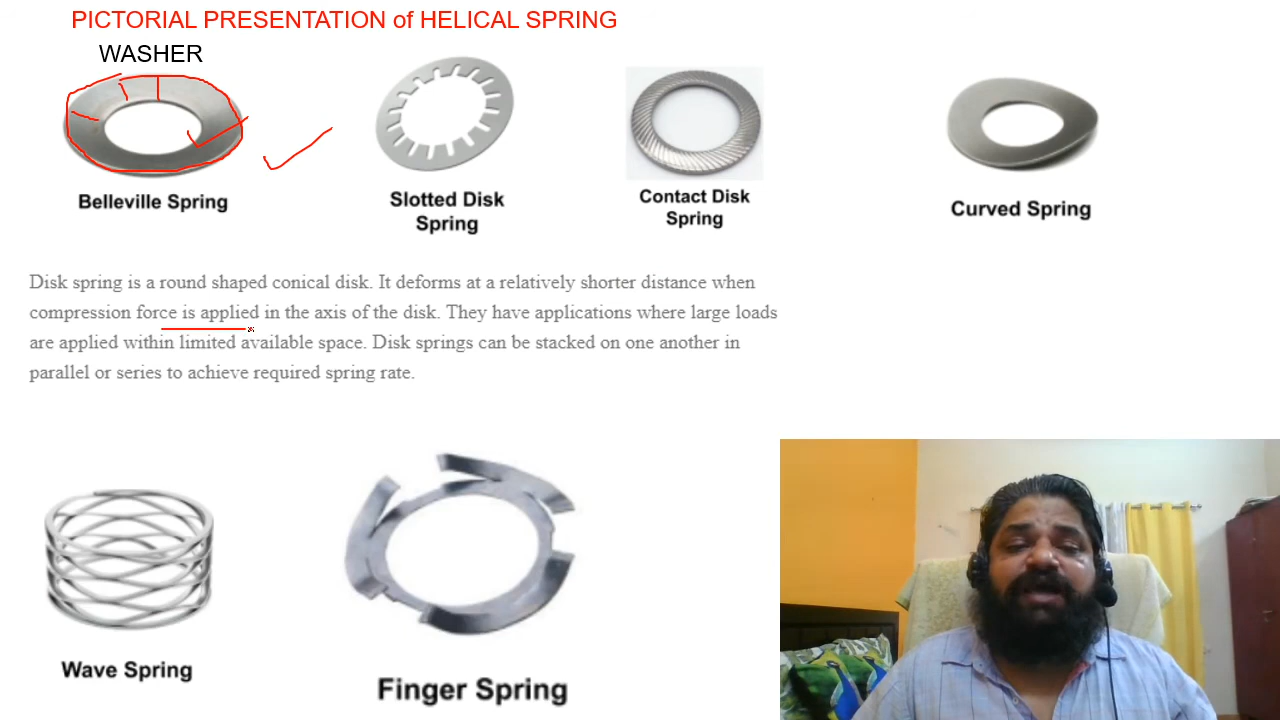 PICTORIAL PRESENTATION of HELICAL SPRING
WASHER
Belleville Spring
Slotted Disk
Spring
Contact Disk
Spring
Curved Spring
Disk spring is a round shaped conical disk. It deforms at a relatively shorter distance when
compression force is applied in the axis of the disk. They have applications where large loads
are applied within limited available space. Disk springs can be stacked on one another in
parallel or series to achieve required spring rate.
Wave Spring
Finger Spring